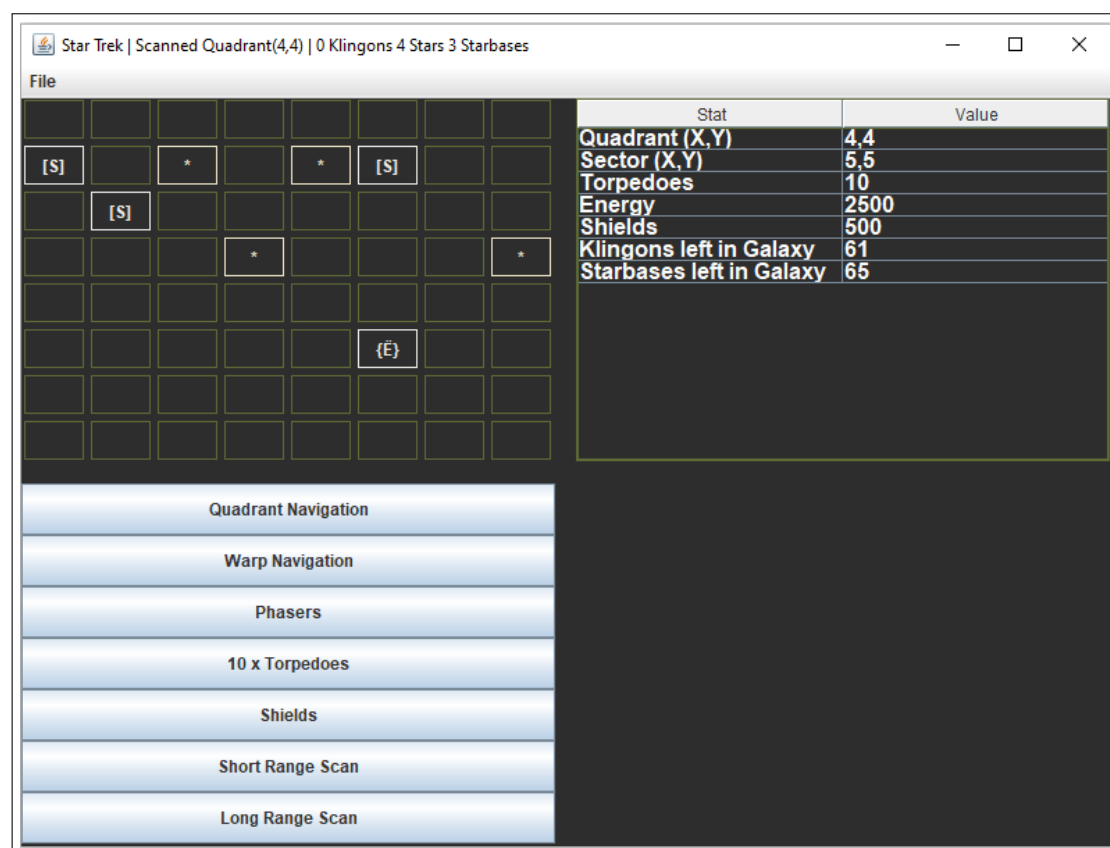 Star Trek | Scanned Quadrant(4,4) | 0 Klingons 4 Stars 3 Starbases
File
[S] * * [S]
[S]
* *
{Ë}
Stat Value
Quadrant (X,Y) 4,4
Sector (X,Y) 5,5
Torpedoes 10
Energy 2500
Shields 500
Klingons left in Galaxy 61
Starbases left in Galaxy 65
Quadrant Navigation
Warp Navigation
Phasers
10 x Torpedoes
Shields
Short Range Scan
Long Range Scan